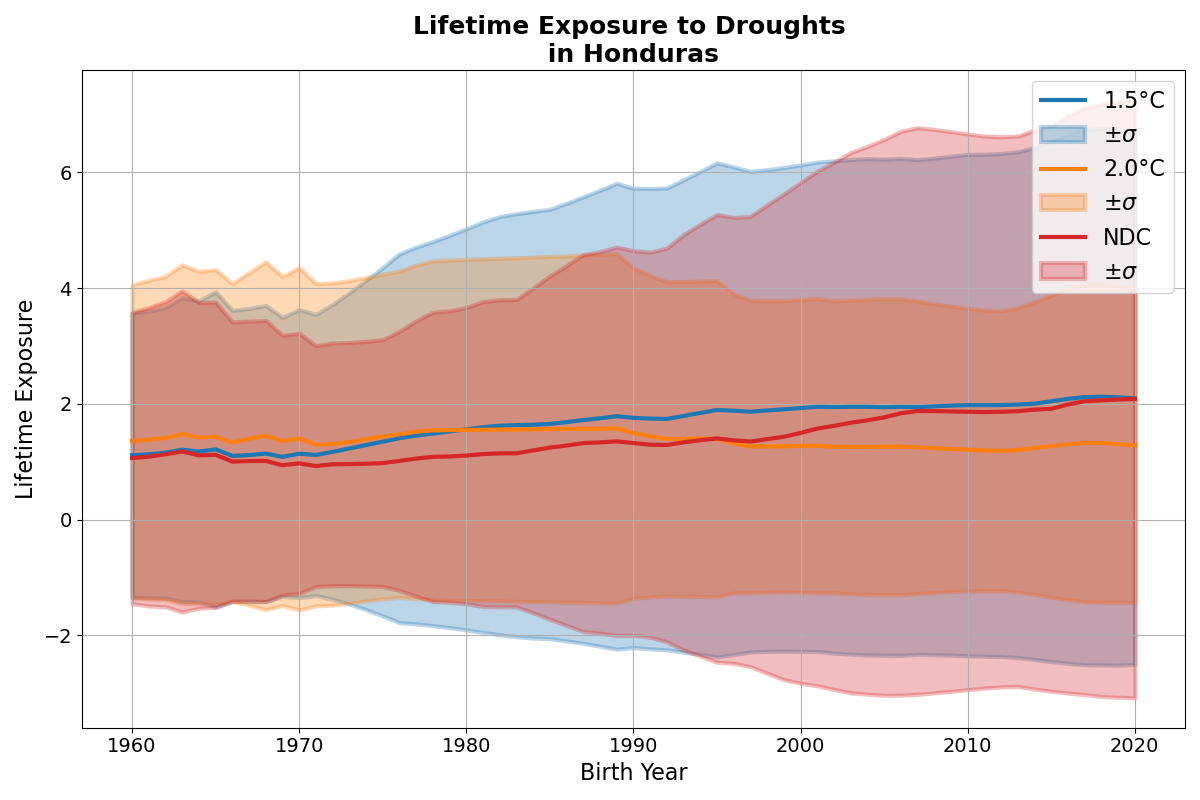 Lifetime Exposure to Droughts
in Honduras
1.5°C
±σ
2.0°C
±σ
NDC
±σ
Lifetime Exposure
6
4
2
0
−2
1960 1970 1980 1990 2000 2010 2020
Birth Year